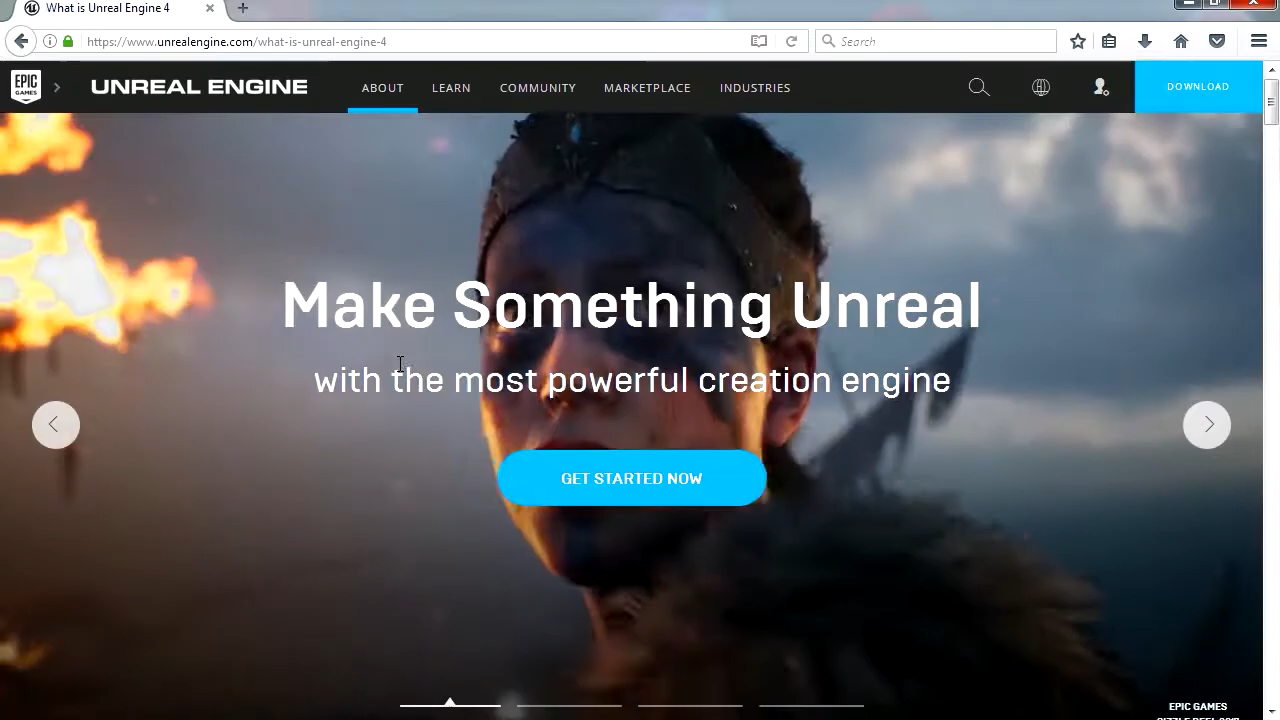 What is Unreal Engine 4
https://www.unrealengine.com/what-is-unreal-engine-4
Search
EPIC GAMES
UNREAL ENGINE
ABOUT
LEARN
COMMUNITY
MARKETPLACE
INDUSTRIES
DOWNLOAD
Make Something Unreal
with the most powerful creation engine
GET STARTED NOW
EPIC GAMES